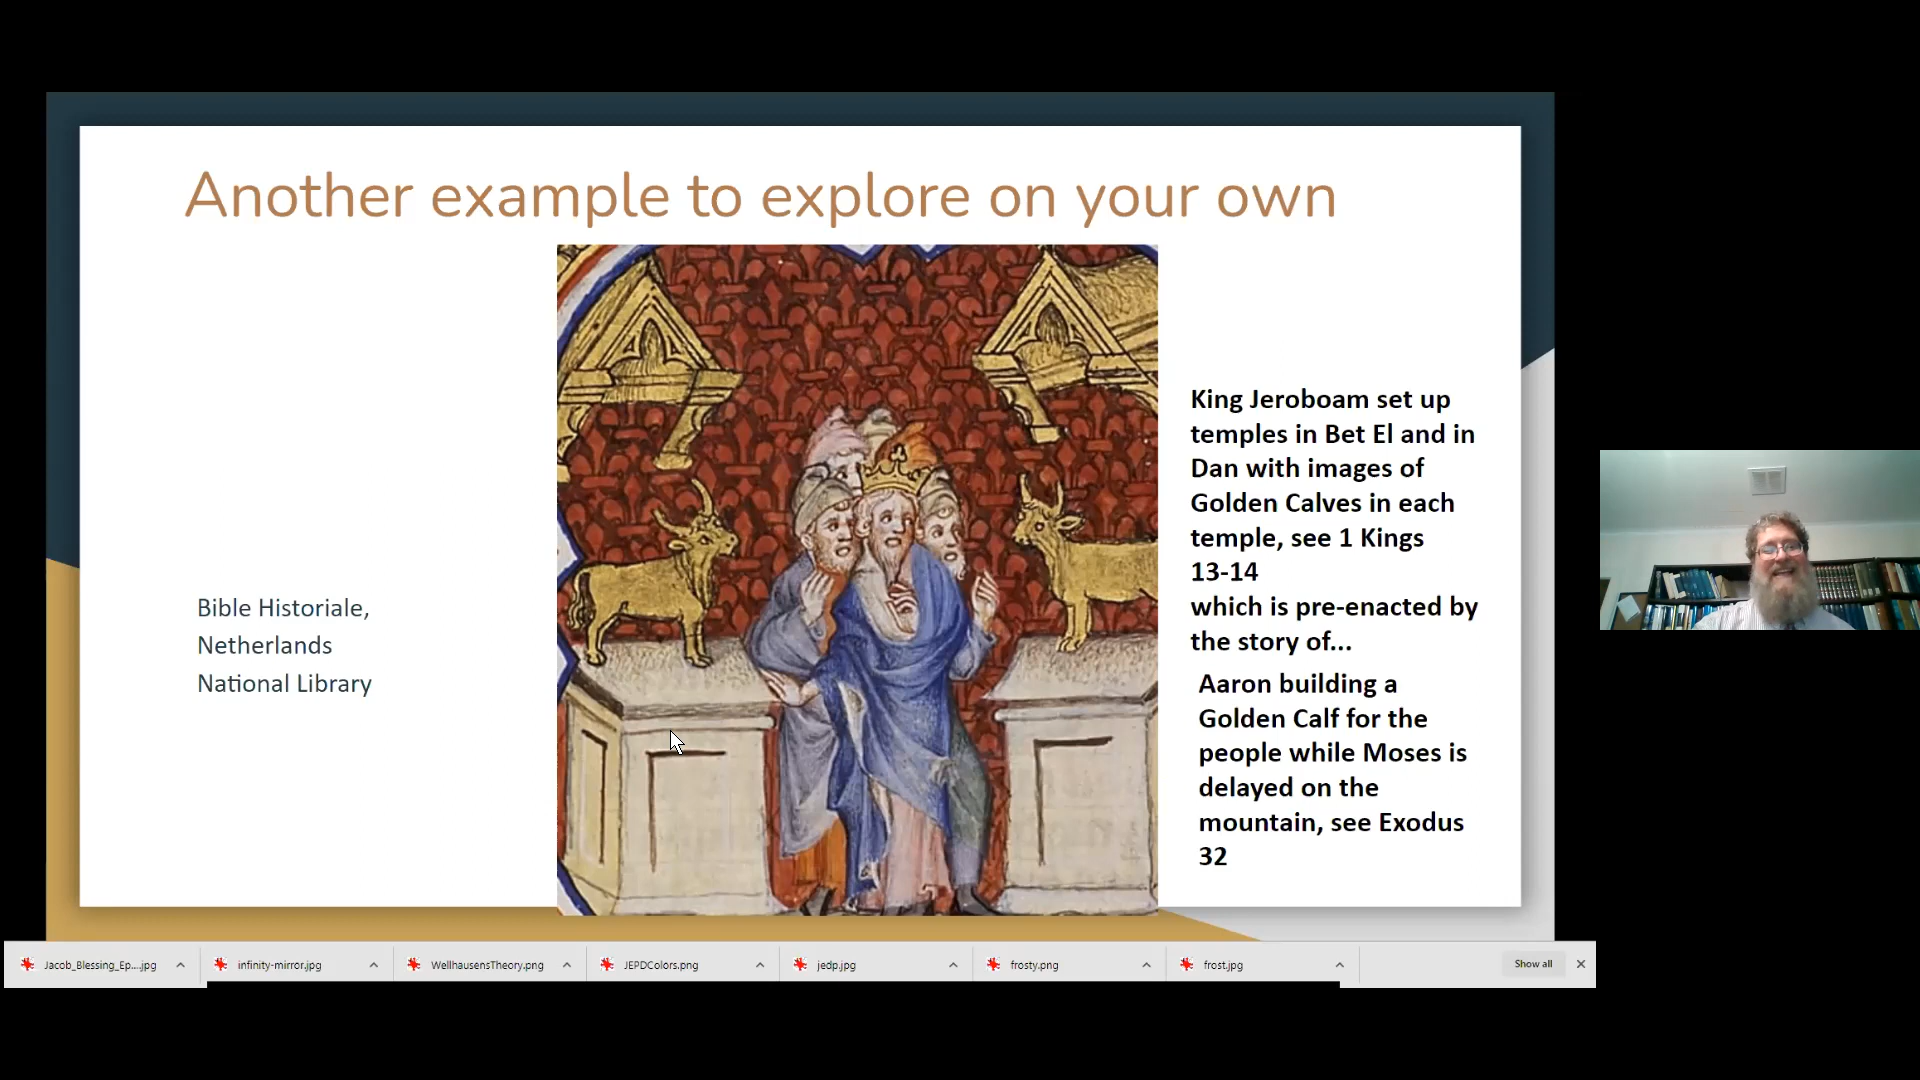 Another example to explore on your own
Bible Historiale,
Netherlands
National Library
King Jeroboam set up
temples in Bet El and in
Dan with images of
Golden Calves in each
temple, see 1 Kings
13-14
which is pre-enacted by
the story of...
Aaron building a
Golden Calf for the
people while Moses is
delayed on the
mountain, see Exodus
32
Jacob_Blessing_Ep....jpg
infinity-mirror.jpg
WellhausensTheory.png
JEPDColors.png
jedp.jpg
frosty.png
frost.jpg
Show all